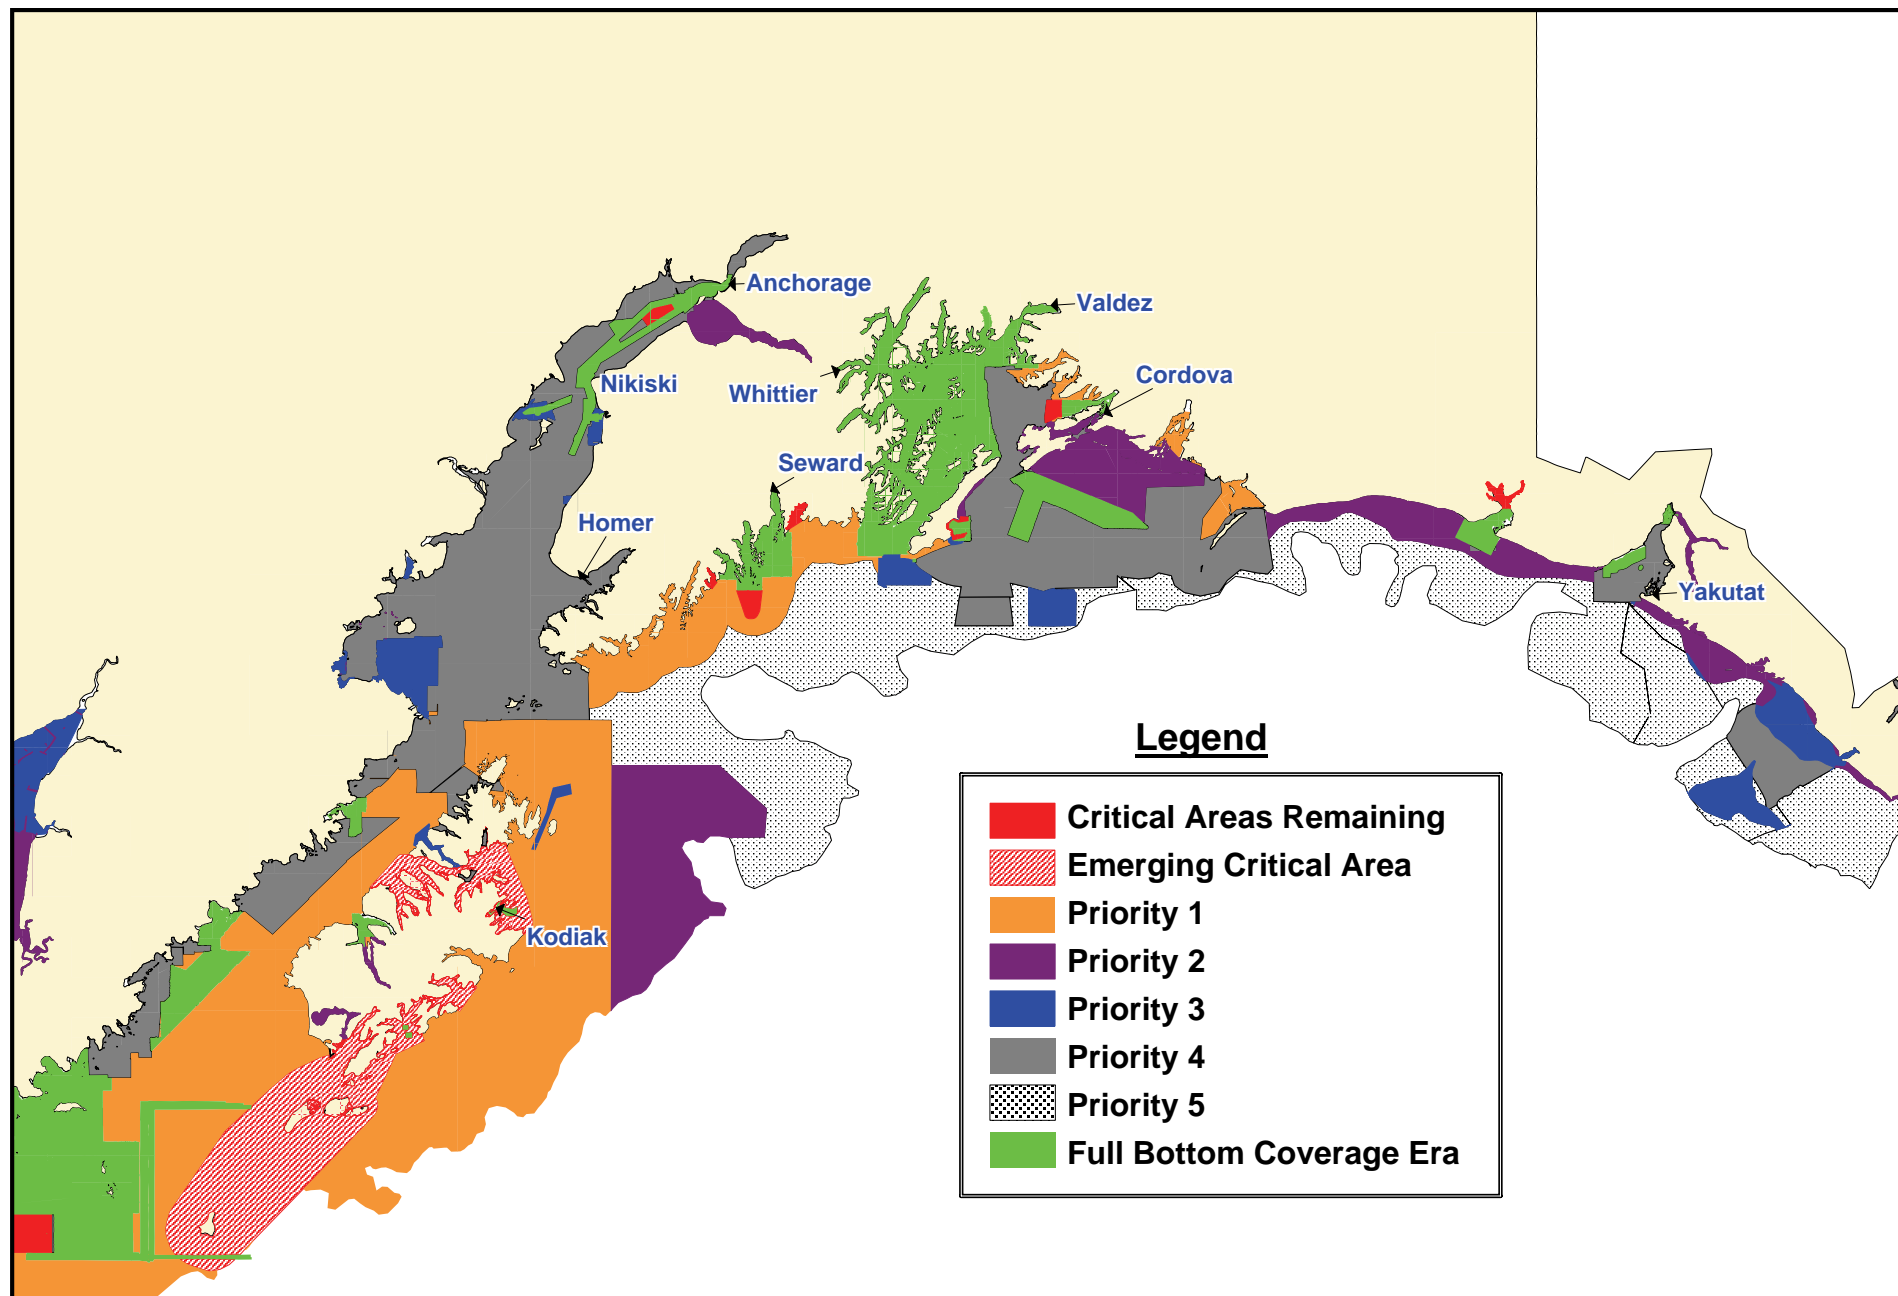 Anchorage
Valdez
Nikiski
Whittier
Cordova
Seward
Homer
Yakutat
Kodiak
Legend
Critical Areas Remaining
Emerging Critical Area
Priority 1
Priority 2
Priority 3
Priority 4
Priority 5
Full Bottom Coverage Era